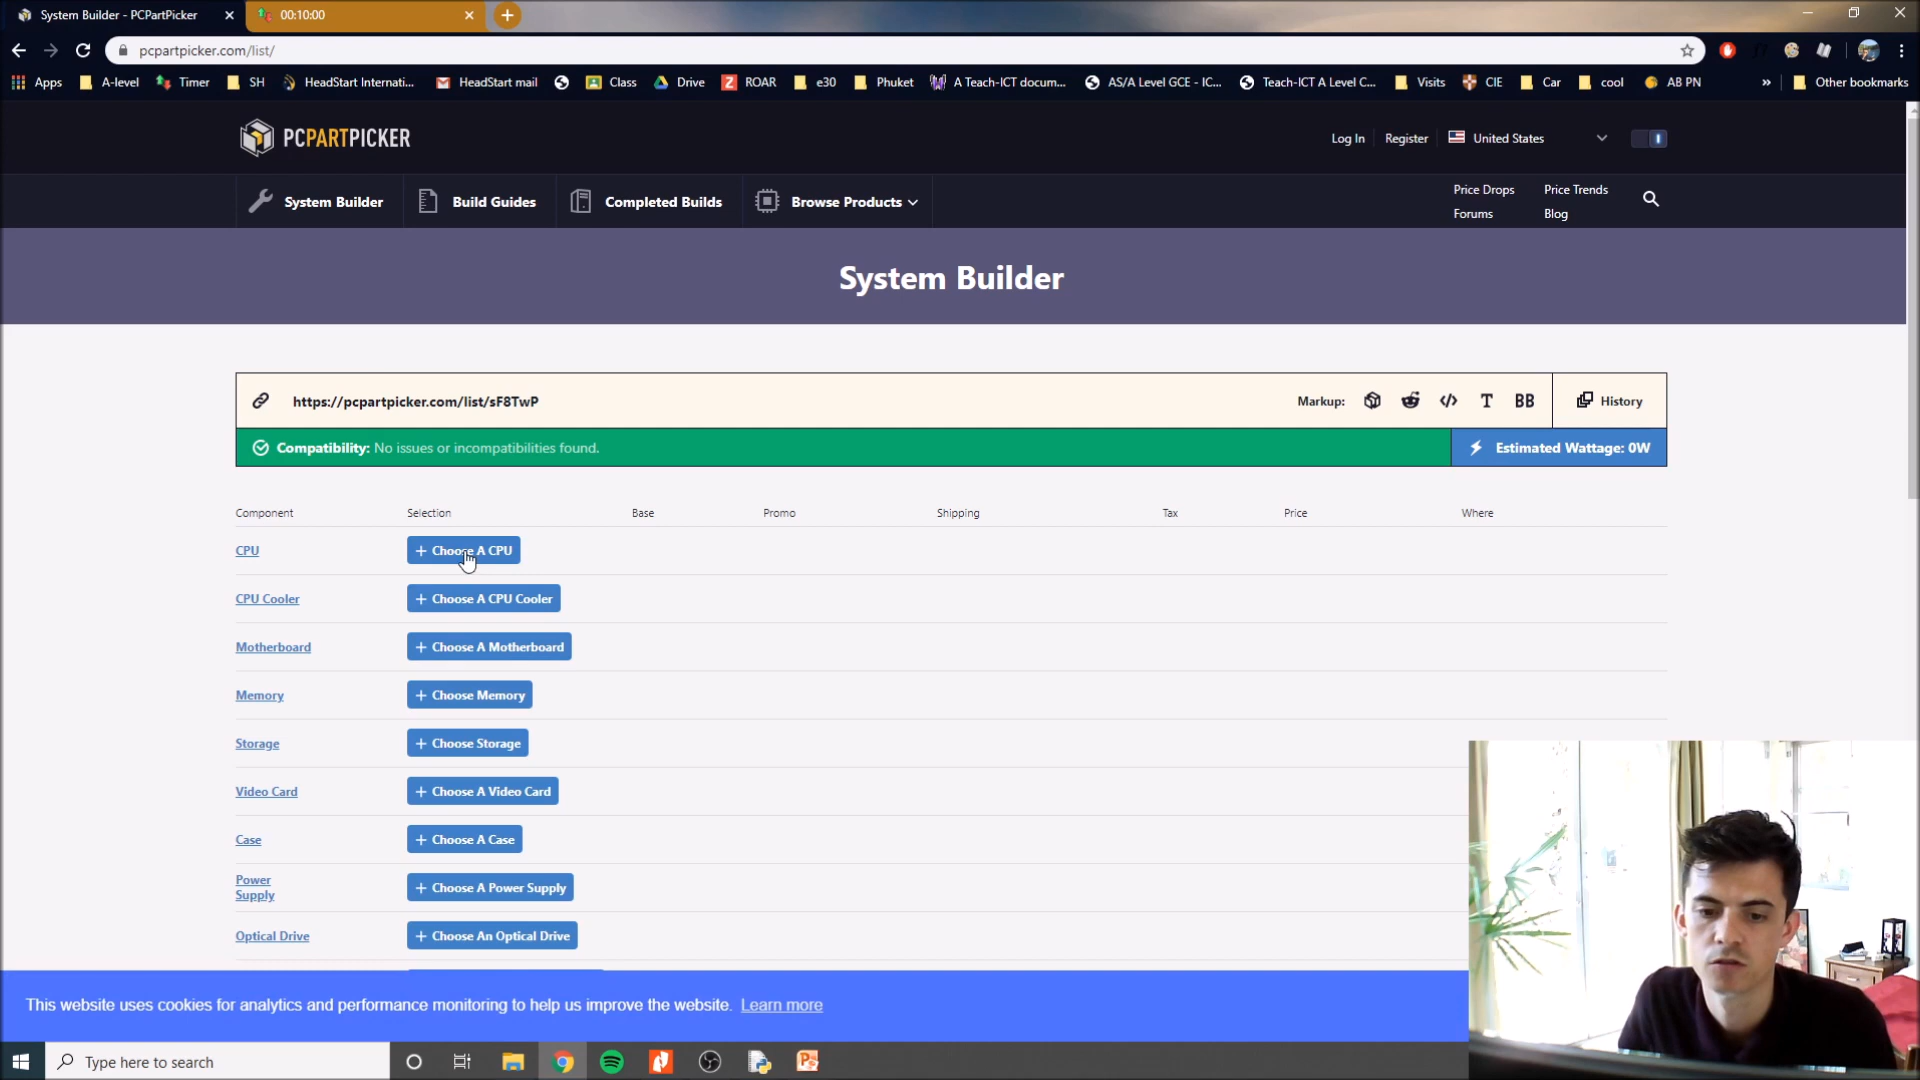 System Builder - PCPartPicker
00:10:00
pcpartpicker.com/list/
Apps A-level Timer SH HeadStart Internati... HeadStart mail Class Drive ROAR e30 Phuket A Teach-ICT docum... AS/A Level GCE - IC... Teach-ICT A Level C... Visits CIE Car cool AB PN » Other bookmarks
PCPARTPICKER
Log In Register United States
System Builder Build Guides Completed Builds Browse Products
Price Drops Price Trends
Forums Blog
System Builder
https://pcpartpicker.com/list/sF8TwP Markup: T BB History
Compatibility: No issues or incompatibilities found. Estimated Wattage: 0W
Component Selection Base Promo Shipping Tax Price Where
CPU + Choose A CPU
CPU Cooler + Choose A CPU Cooler
Motherboard + Choose A Motherboard
Memory + Choose Memory
Storage + Choose Storage
Video Card + Choose A Video Card
Case + Choose A Case
Power
Supply
+ Choose A Power Supply
Optical Drive + Choose An Optical Drive
This website uses cookies for analytics and performance monitoring to help us improve the website. Learn more
Type here to search